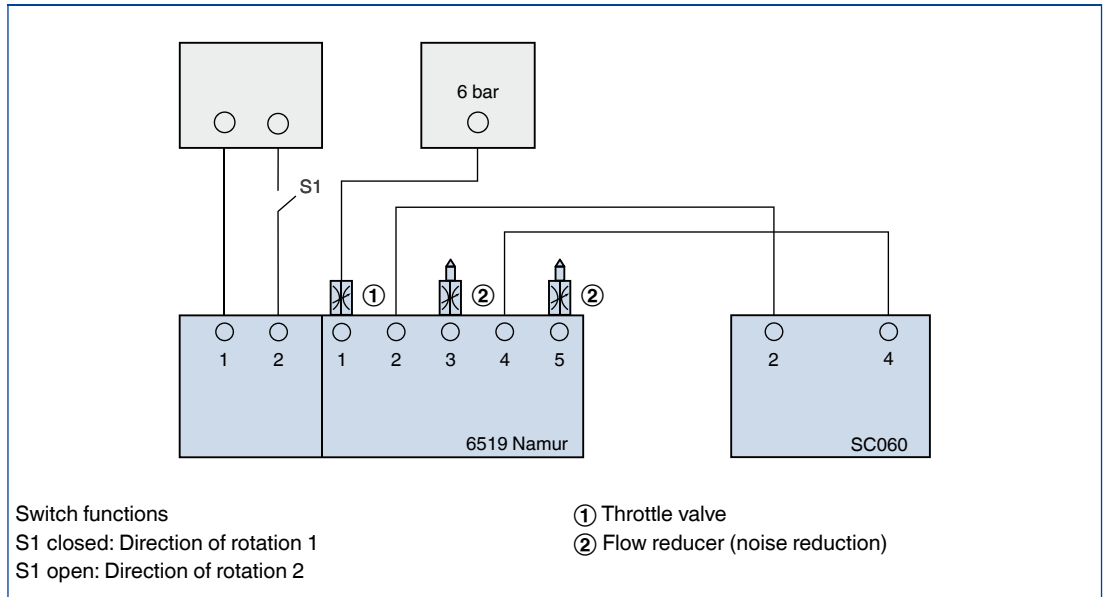 6 bar
S1
① ② ②
1 2 1 2 3 4 5 2 4
6519 Namur SC060
Switch functions
S1 closed: Direction of rotation 1
S1 open: Direction of rotation 2
① Throttle valve
② Flow reducer (noise reduction)